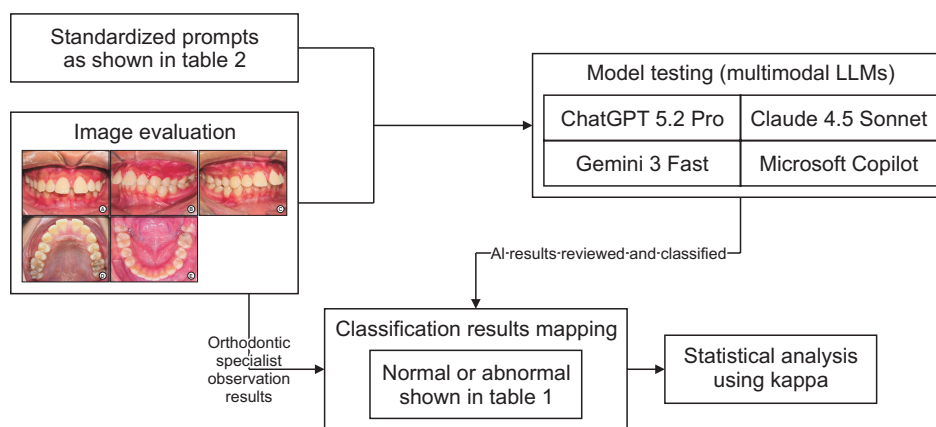 Standardized prompts
as shown in table 2
Image evaluation
A
B
C
D
E
Model testing (multimodal LLMs)
ChatGPT 5.2 Pro
Claude 4.5 Sonnet
Gemini 3 Fast
Microsoft Copilot
AI-results-reviewed-and-classified
Orthodontic
specialist
observation
results
Classification results mapping
Normal or abnormal
shown in table 1
Statistical analysis
using kappa